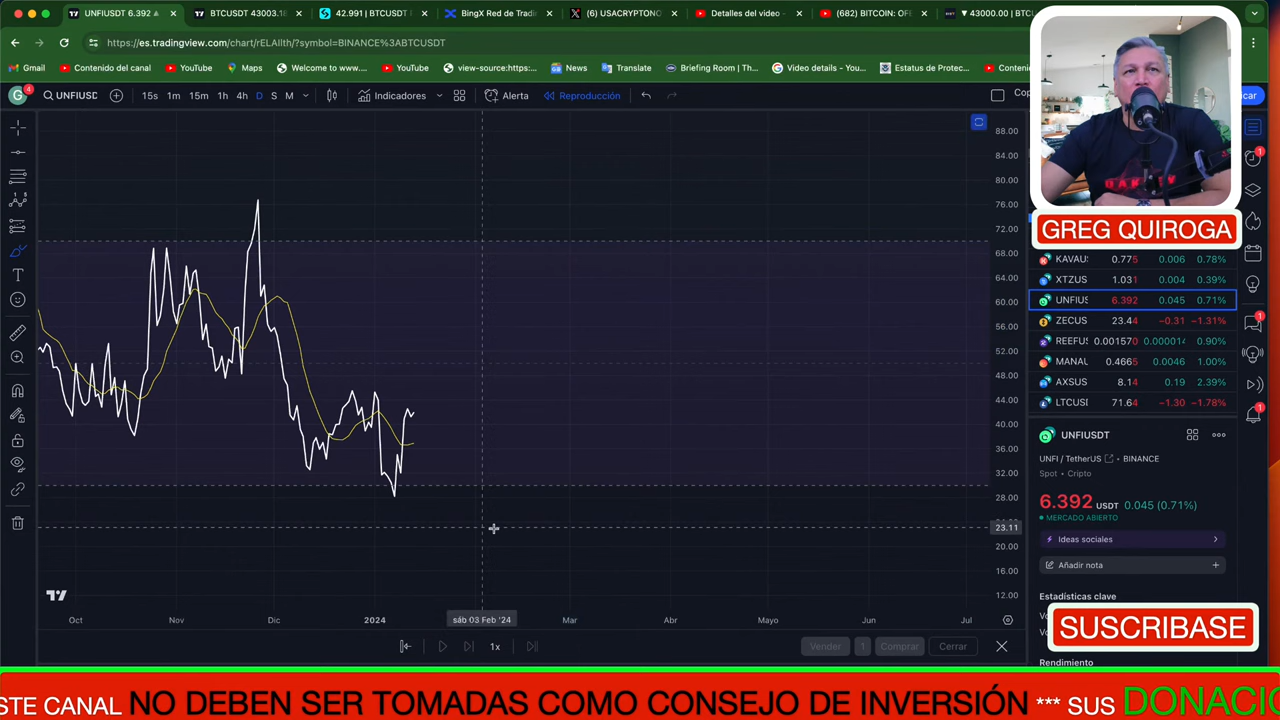 UNFIUSDT 6.392
BTCUSDT 43003.18
42.991 | BTCUSDT
BingX Red de Tradin
(6) USACRYPTONO
Detalles del video -
(682) BITCOIN: OF
▼ 43000.00 | BTC
https://es.tradingview.com/chart/rELAIlth/?symbol=BINANCE%3ABTCUSDT
Gmail
Contenido del canal
YouTube
Maps
Welcome to www....
YouTube
view-source:https:...
News
Translate
Briefing Room | Th...
Video details - You...
Estatus de Protec...
G
4
UNFIUSD
15s
1m
15m
1h
4h
D
S
M
Indicadores
Alerta
Reproducción
88.00
84.00
80.00
76.00
72.00
68.00
64.00
60.00
56.00
52.00
48.00
44.00
40.00
36.00
32.00
28.00
23.11
20.00
16.00
12.00
Oct
Nov
Dic
2024
sáb 03 Feb '24
Mar
Abr
Mayo
Jun
Jul
1x
Vender
1
Comprar
Cerrar
GREG QUIROGA
KAVAUS 0.775 0.006 0.78%
XTZUS 1.031 0.004 0.39%
UNFIUS 6.392 0.045 0.71%
ZECUS 23.44 −0.31 −1.31%
REEFUS 0.001570 0.000014 0.90%
MANAU 0.4665 0.0046 1.00%
AXSUS 8.14 0.19 2.39%
LTCUSD 71.64 −1.30 −1.78%
UNFIUSDT
UNFI / TetherUS • BINANCE
Spot • Cripto
6.392 USDT 0.045 (0.71%)
MERCADO ABIERTO
Ideas sociales
Añadir nota
Estadísticas clave
SUSCRIBASE
Rendimiento
STE CANAL NO DEBEN SER TOMADAS COMO CONSEJO DE INVERSIÓN *** SUS DONACIO